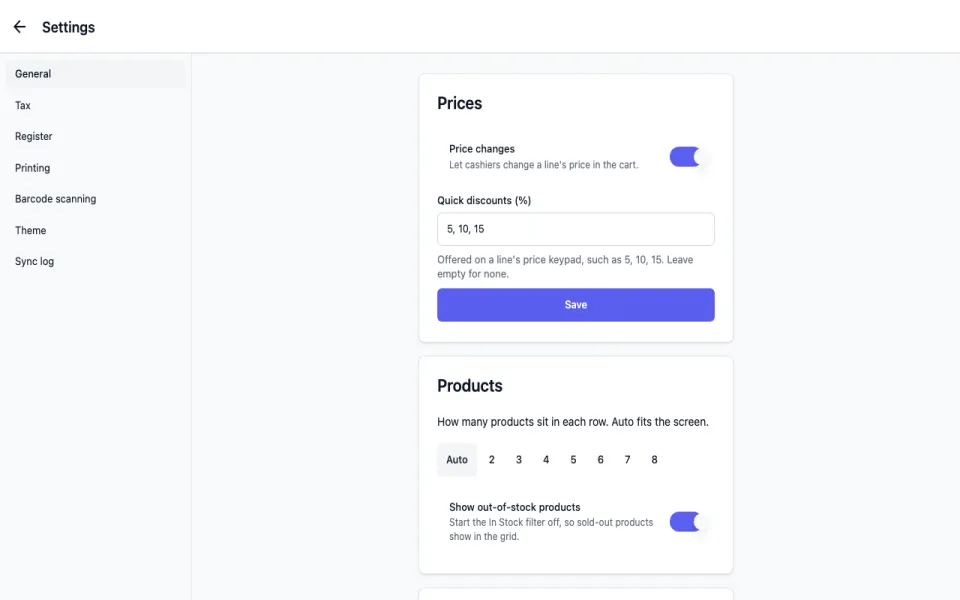 Settings
General
Tax
Register
Printing
Barcode scanning
Theme
Sync log
Prices
Price changes
Let cashiers change a line's price in the cart.
Quick discounts (%)
5, 10, 15
Offered on a line's price keypad, such as 5, 10, 15. Leave
empty for none.
Save
Products
How many products sit in each row. Auto fits the screen.
Auto 2 3 4 5 6 7 8
Show out-of-stock products
Start the In Stock filter off, so sold-out products
show in the grid.